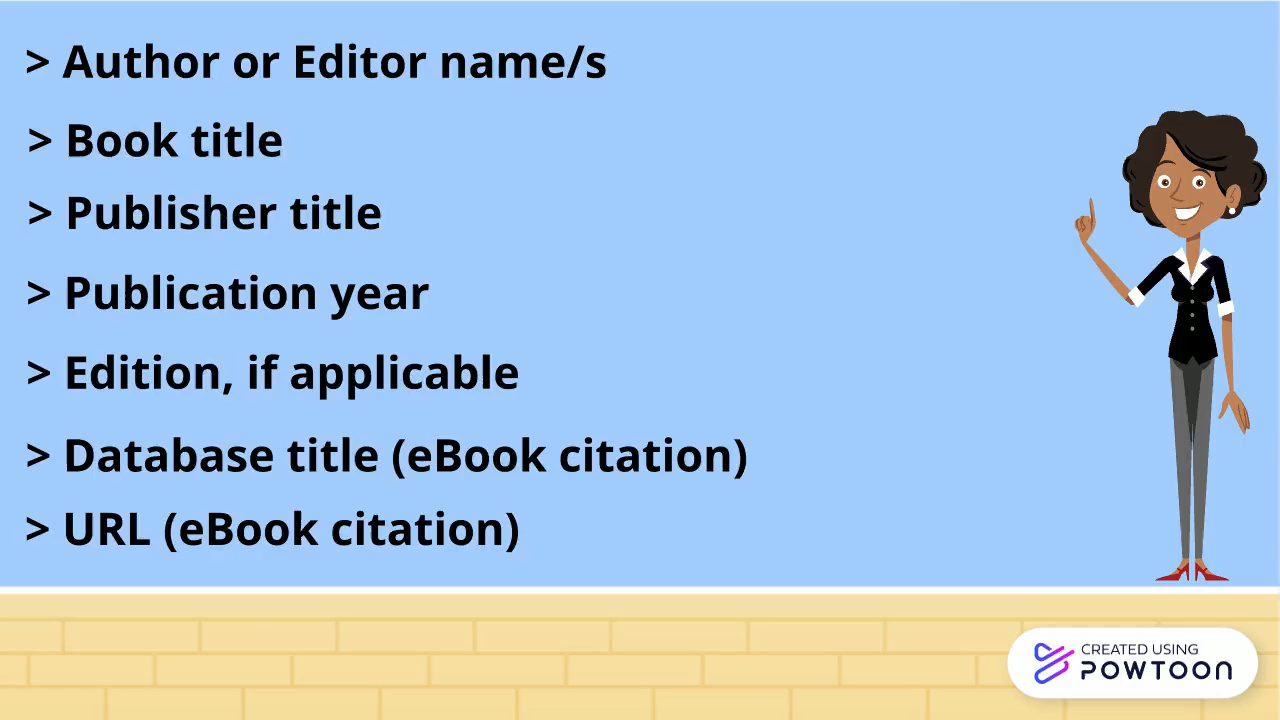 > Author or Editor name/s
> Book title
> Publisher title
> Publication year
> Edition, if applicable
> Database title (eBook citation)
> URL (eBook citation)
CREATED USING
POWTOON